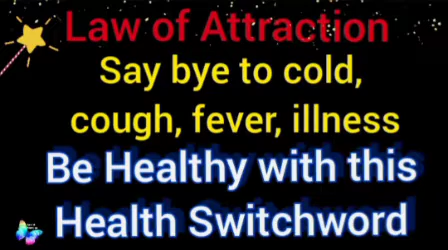 Law of Attraction
Say bye to cold,
cough, fever, illness
Be Healthy with this
Health Switchword